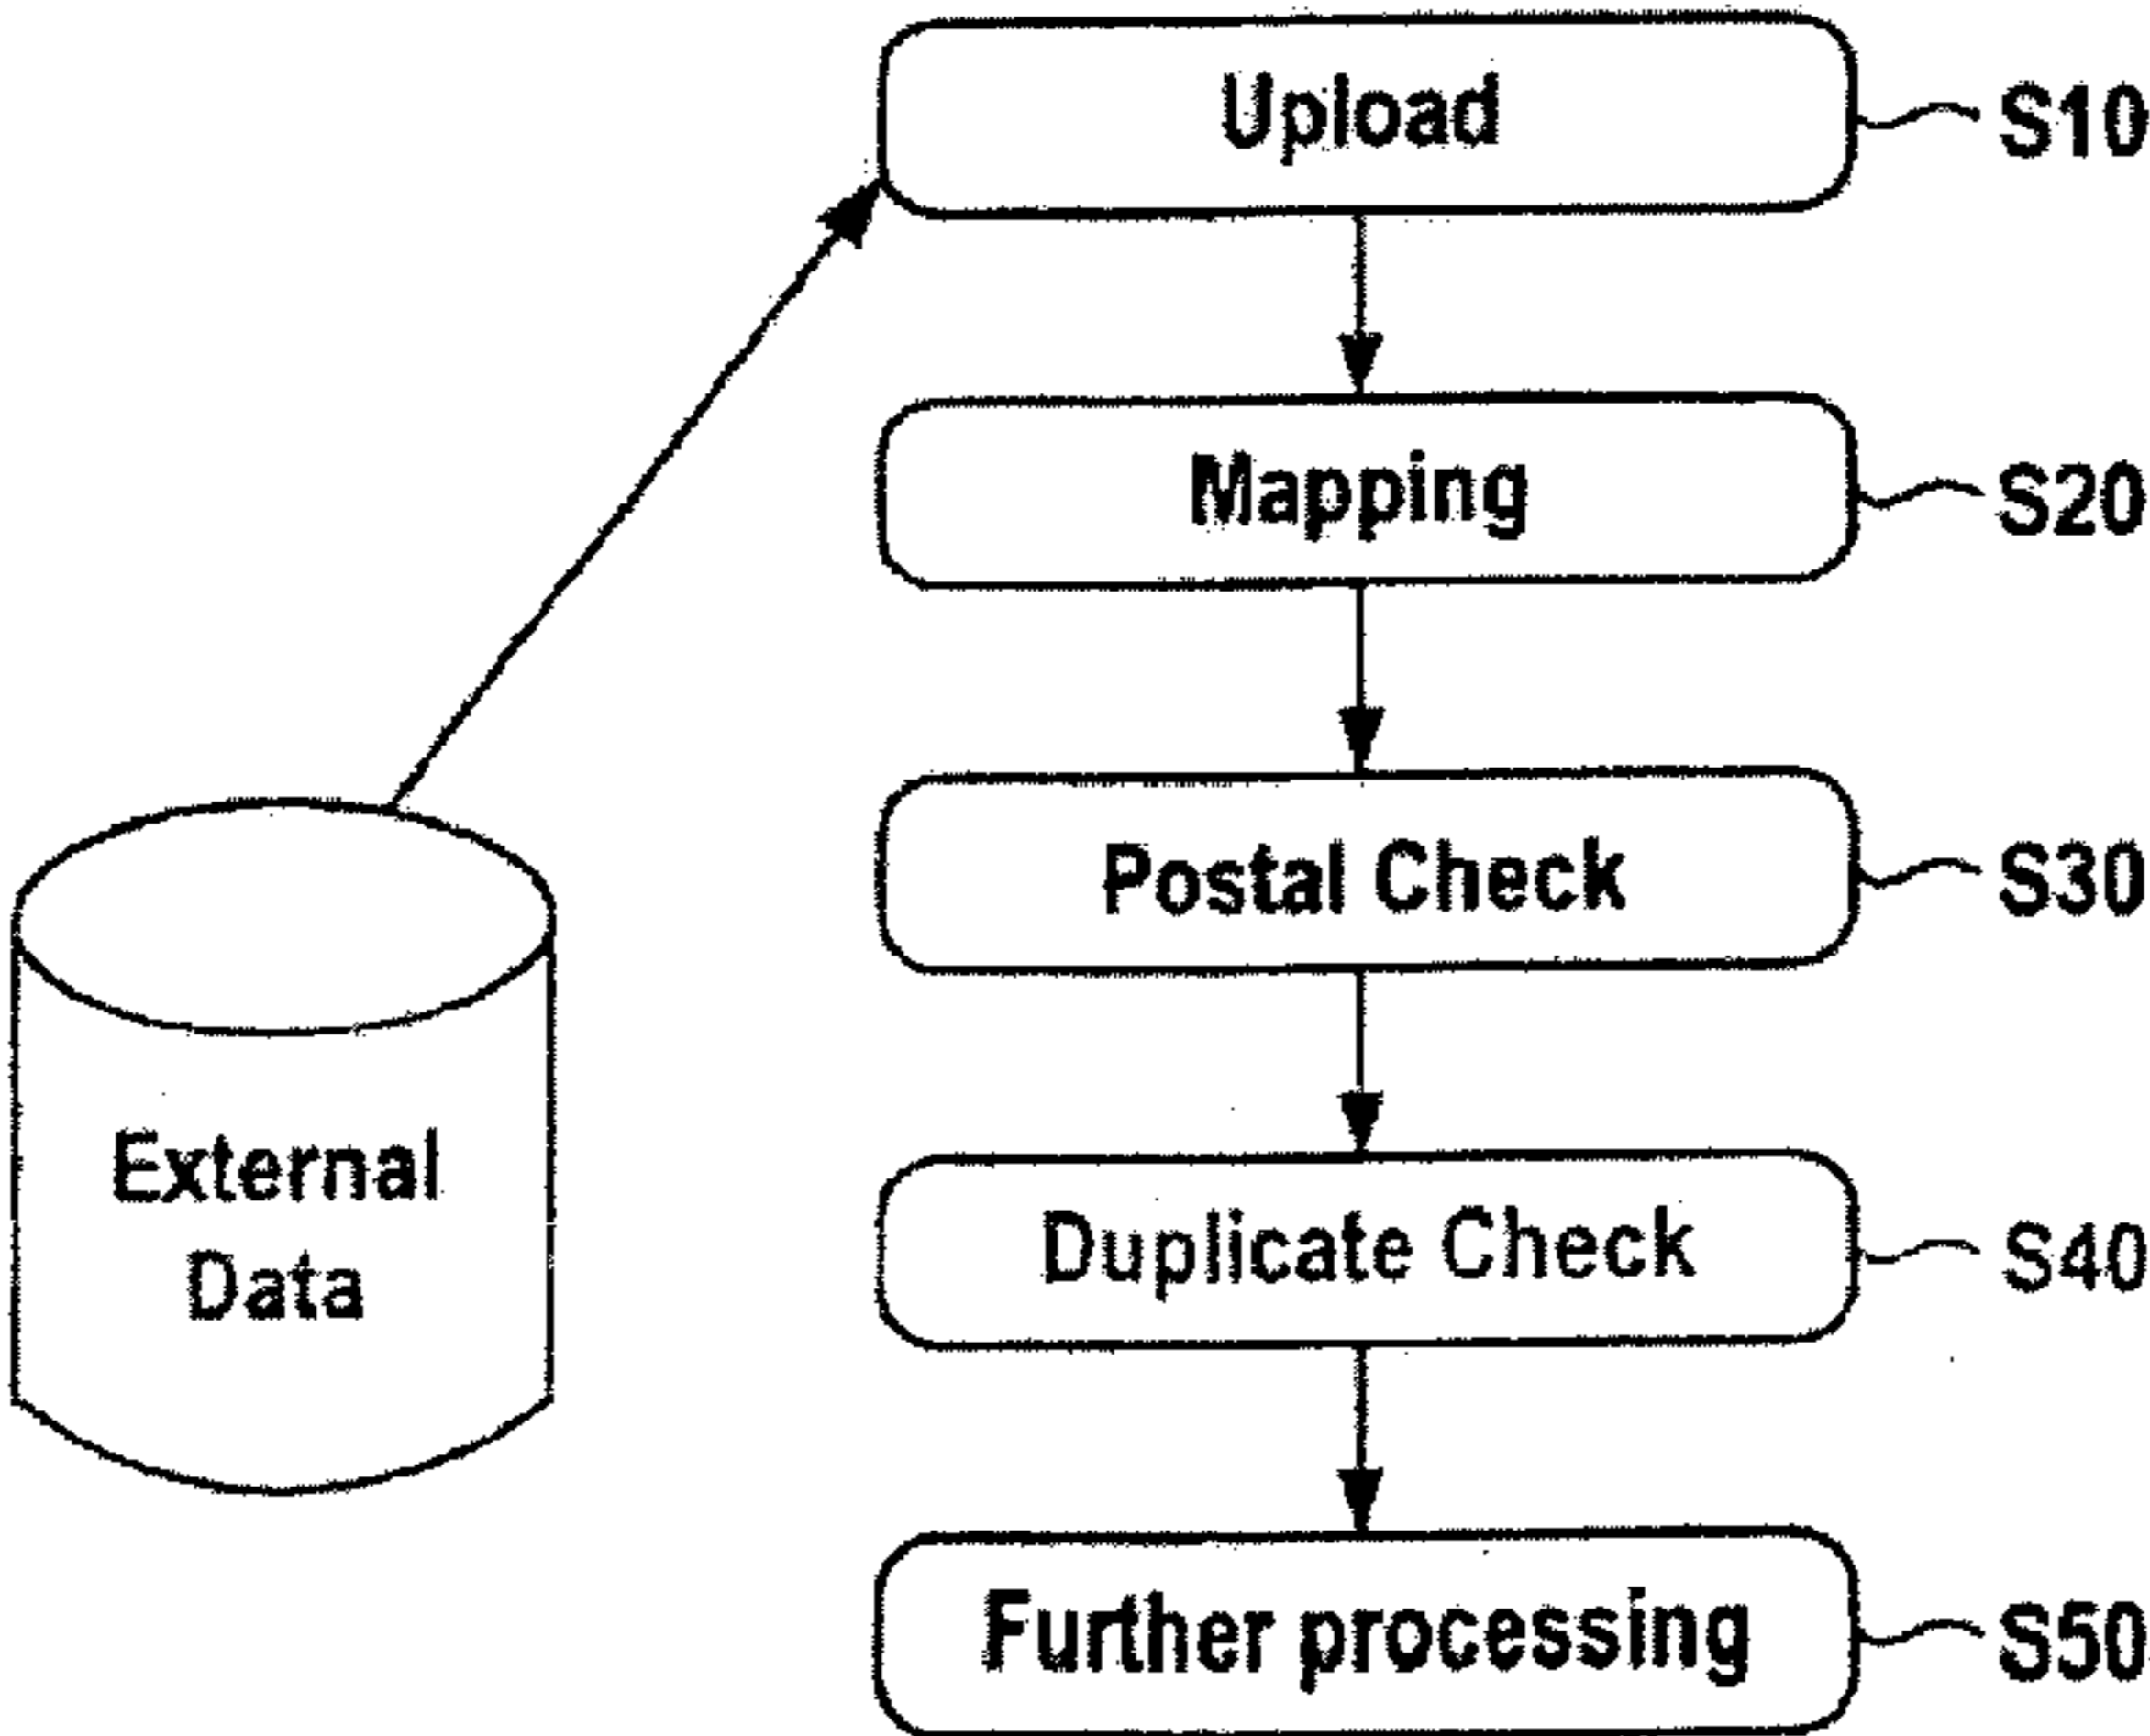 Upload
S10
Mapping
S20
Postal Check
S30
External
Data
Duplicate Check
S40
Further processing
S50